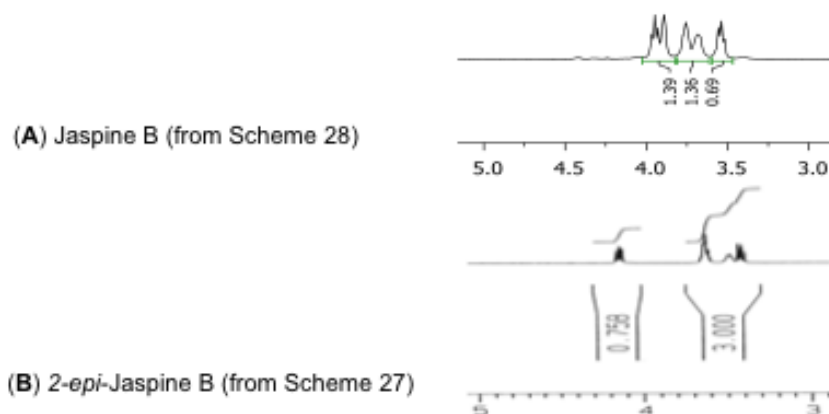 1.39 1.36 0.69
(A) Jaspine B (from Scheme 28)
5.0 4.5 4.0 3.5 3.0
0.758 3.000
(B) 2-epi-Jaspine B (from Scheme 27)
5 4 3